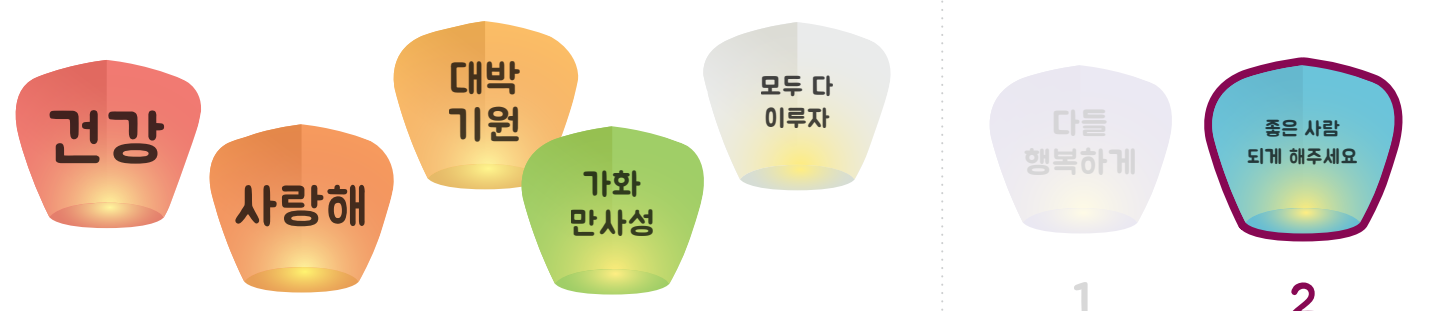 건강
사랑해
대박
기원
가화
만사성
모두 다
이루자
다들
행복하게
좋은 사람
되게 해주세요
1
2